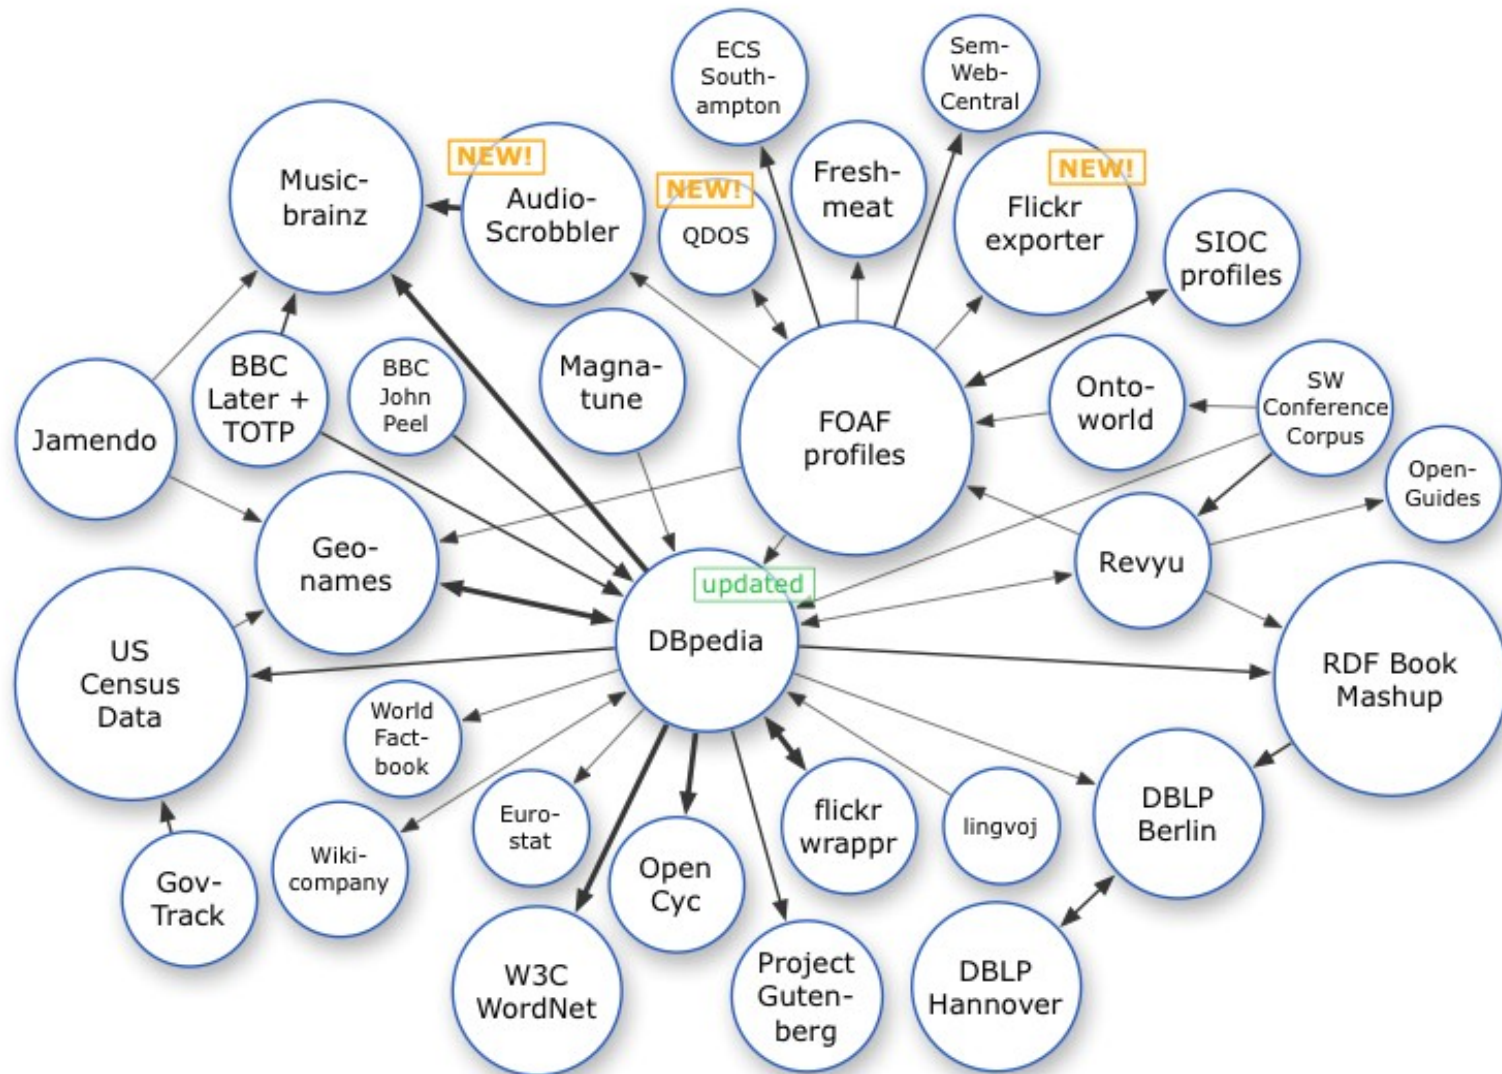 ECS
South-
ampton
Sem-
Web-
Central
Music-
brainz
NEW!
Audio-
Scrobbler
NEW!
QDOS
Fresh-
meat
NEW!
Flickr
exporter
SIOC
profiles
Jamendo
BBC
Later +
TOTP
BBC
John
Peel
Magna-
tune
FOAF
profiles
Onto-
world
SW
Conference
Corpus
Open-
Guides
Geo-
names
updated
DBpedia
Revyu
US
Census
Data
RDF Book
Mashup
World
Fact-
book
Euro-
stat
Wiki-
company
Open
Cyc
flickr
wrappr
lingvoj
DBLP
Berlin
Gov-
Track
W3C
WordNet
Project
Guten-
berg
DBLP
Hannover